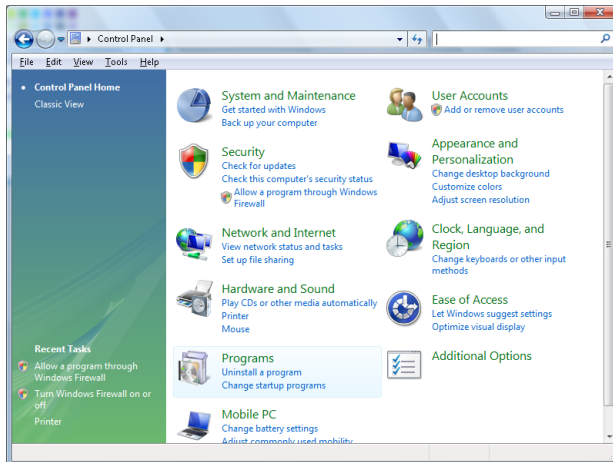 Control Panel
File Edit View Tools Help
Control Panel Home
Classic View
System and Maintenance
Get started with Windows
Back up your computer
Security
Check for updates
Check this computer's security status
Allow a program through Windows
Firewall
Network and Internet
View network status and tasks
Set up file sharing
Hardware and Sound
Play CDs or other media automatically
Printer
Mouse
Programs
Uninstall a program
Change startup programs
Mobile PC
Change battery settings
Adjust commonly used mobility
User Accounts
Add or remove user accounts
Appearance and
Personalization
Change desktop background
Customize colors
Adjust screen resolution
Clock, Language, and
Region
Change keyboards or other input
methods
Ease of Access
Let Windows suggest settings
Optimize visual display
Additional Options
Recent Tasks
Allow a program through
Windows Firewall
Turn Windows Firewall on or
off
Printer